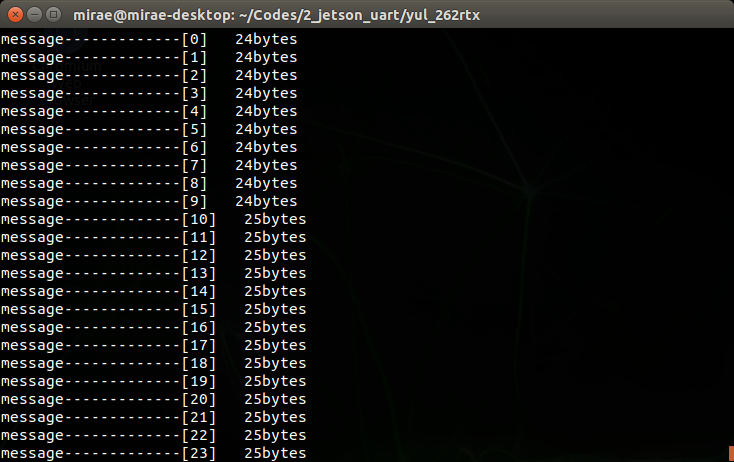 mirae@mirae-desktop: ~/Codes/2_jetson_uart/yul_262rtx
message-------------[0]   24bytes
message-------------[1]   24bytes
message-------------[2]   24bytes
message-------------[3]   24bytes
message-------------[4]   24bytes
message-------------[5]   24bytes
message-------------[6]   24bytes
message-------------[7]   24bytes
message-------------[8]   24bytes
message-------------[9]   24bytes
message-------------[10]   25bytes
message-------------[11]   25bytes
message-------------[12]   25bytes
message-------------[13]   25bytes
message-------------[14]   25bytes
message-------------[15]   25bytes
message-------------[16]   25bytes
message-------------[17]   25bytes
message-------------[18]   25bytes
message-------------[19]   25bytes
message-------------[20]   25bytes
message-------------[21]   25bytes
message-------------[22]   25bytes
message-------------[23]   25bytes